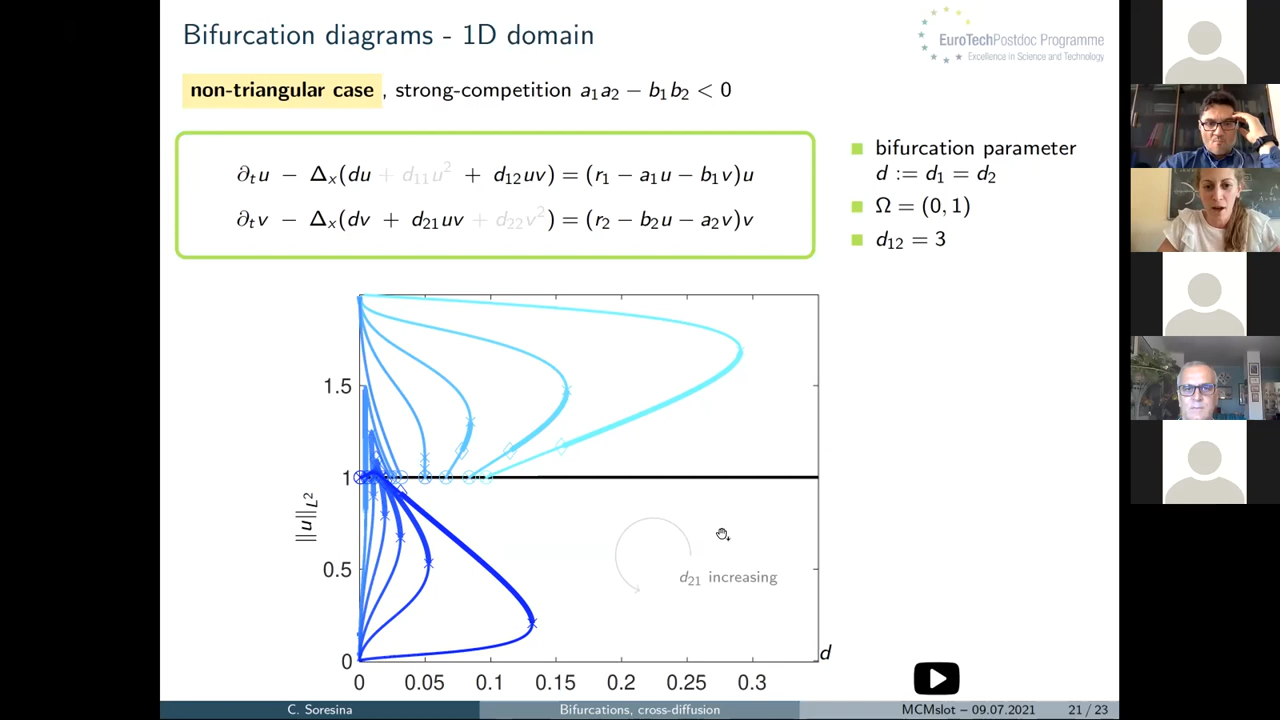 Bifurcation diagrams - 1D domain
EuroTechPostdoc Programme
Excellence in Science and Technology
non-triangular case , strong-competition a₁a₂ − b₁b₂ < 0
∂ₜu − Δₓ(du + d₁₁u² + d₁₂uv) = (r₁ − a₁u − b₁v)u
∂ₜv − Δₓ(dv + d₂₁uv + d₂₂v²) = (r₂ − b₂u − a₂v)v
bifurcation parameter
d := d₁ = d₂
Ω = (0, 1)
d₁₂ = 3
1.5
1
0.5
0
||u||_L²
d₂₁ increasing
d
0 0.05 0.1 0.15 0.2 0.25 0.3
C. Soresina
Bifurcations, cross-diffusion
MCMslot – 09.07.2021
21 / 23